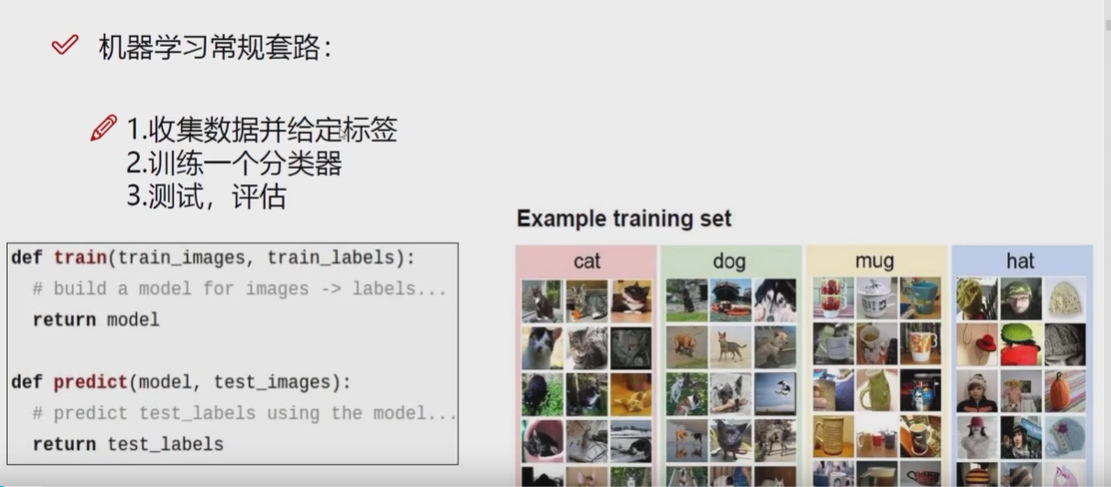 机器学习常规套路：
1.收集数据并给定标签
2.训练一个分类器
3.测试，评估
def train(train_images, train_labels):
# build a model for images -> labels...
return model
def predict(model, test_images):
# predict test_labels using the model...
return test_labels
Example training set
cat dog mug hat